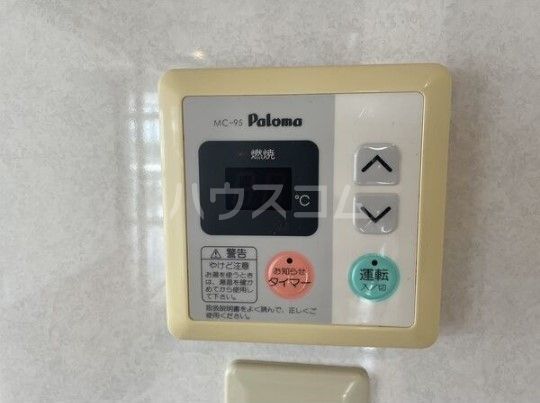 MC-95 Paloma
燃焼
℃
ハウスコム
警告
やけど注意
お湯を使うとき
は、湯温を確か
めてから使用し
て下さい。
お知らせ
タイマー
運転
入/切
取扱説明書をよく読んで、正しくご
使用ください。